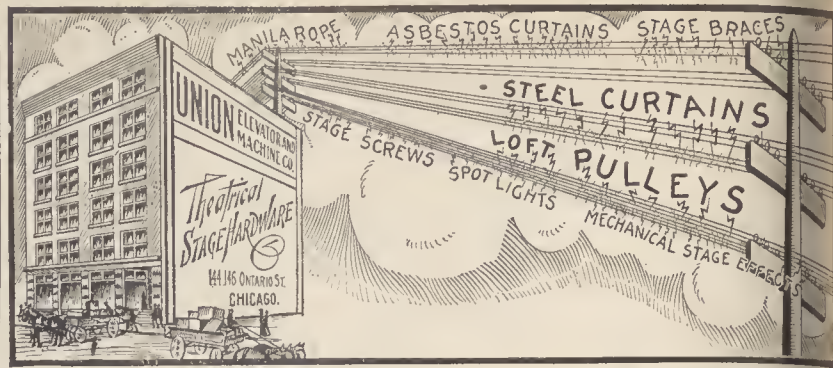 MANILA ROPE
ASBESTOS CURTAINS
STAGE BRACES
STEEL CURTAINS
STAGE SCREWS
LOFT PULLEYS
SPOT LIGHTS
MECHANICAL STAGE EFFECTS
UNION ELEVATOR AND
MACHINE CO.
Theatrical
STAGE HARDWARE
144 146 ONTARIO ST.
CHICAGO.